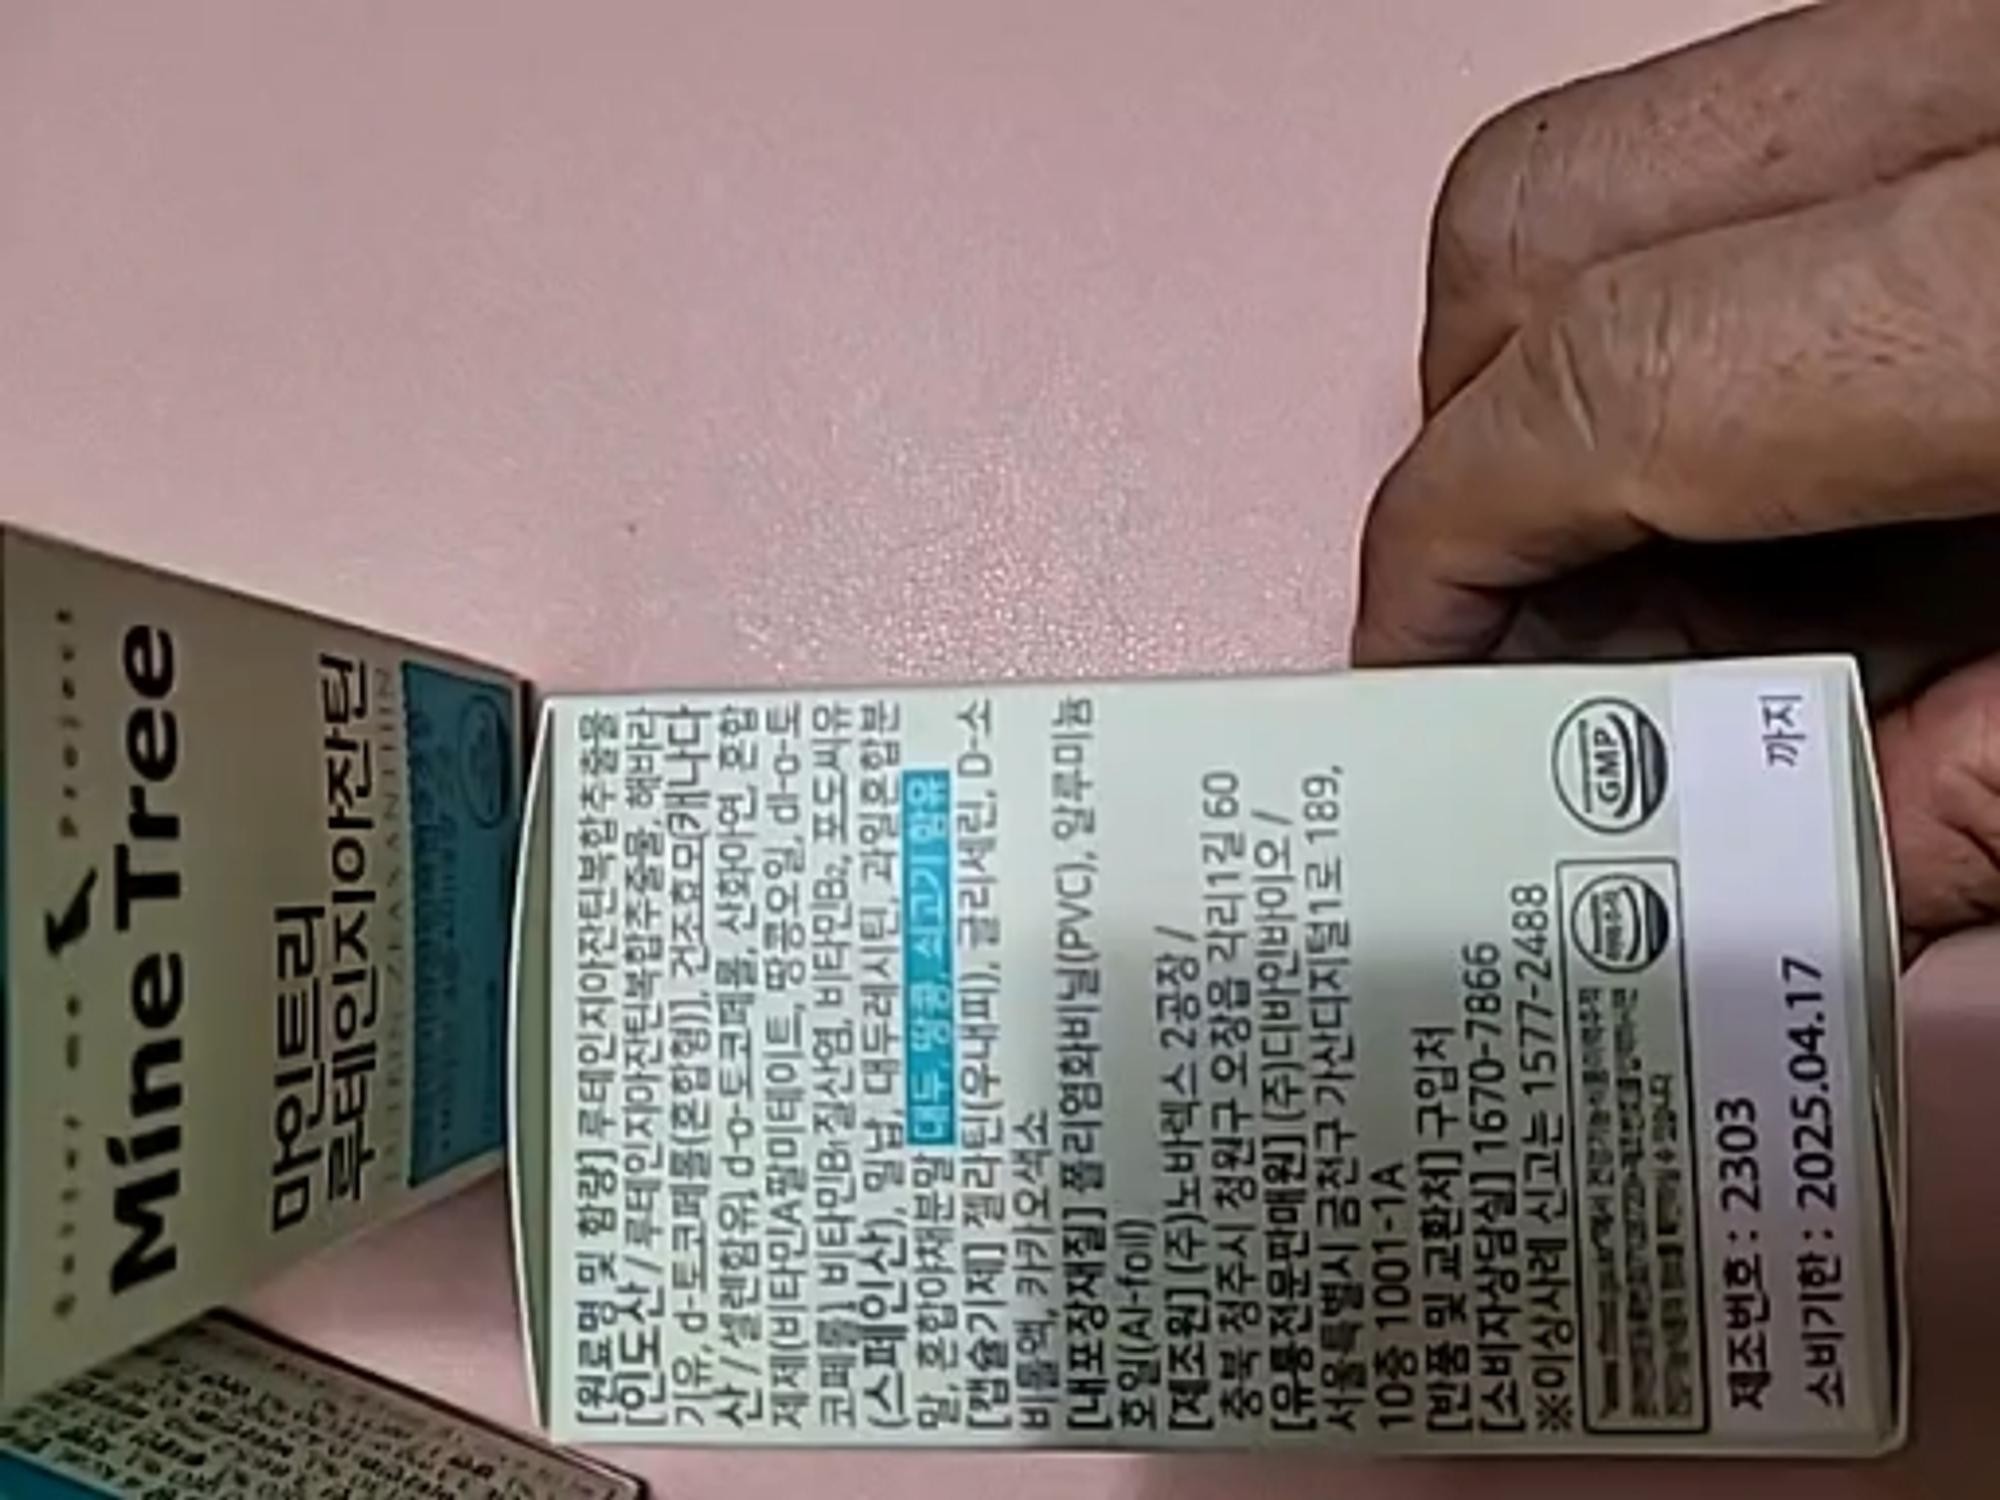 Better me Project
Mine Tree
마인트리
루테인지아잔틴
LUTEIN ZEAXANTHIN
[원료명 및 함량] 루테인지아잔틴복합추출물
[인도산 / 루테인지아잔틴복합추출물, 해바라
기유, d-토코페롤(혼합형)], 건조효모(캐나다
산 / 셀렌함유), d-α-토코페롤, 산화아연, 혼합
제제(비타민A팔미테이트, 땅콩오일, dl-α-토
코페롤), 비타민B₁질산염, 비타민B₂, 포도씨유
(스페인산), 밀납, 대두레시틴, 과일혼합분
말, 혼합야채분말 대두, 땅콩, 쇠고기 함유
[캡슐기제] 젤라틴(우내피), 글리세린, D-소
비톨액, 카카오색소
[내포장재질] 폴리염화비닐(PVC), 알루미늄
호일(Al-foil)
[제조원] (주)노바렉스 2공장 /
충북 청주시 청원구 오창읍 각리1길 60
[유통전문판매원] (주)디바인바이오 /
서울특별시 금천구 가산디지털1로 189,
10층 1001-1A
[반품 및 교환처] 구입처
[소비자상담실] 1670-7866
※이상사례 신고는 1577-2488
GMP
제조번호 : 2303
소비기한 : 2025.04.17 까지